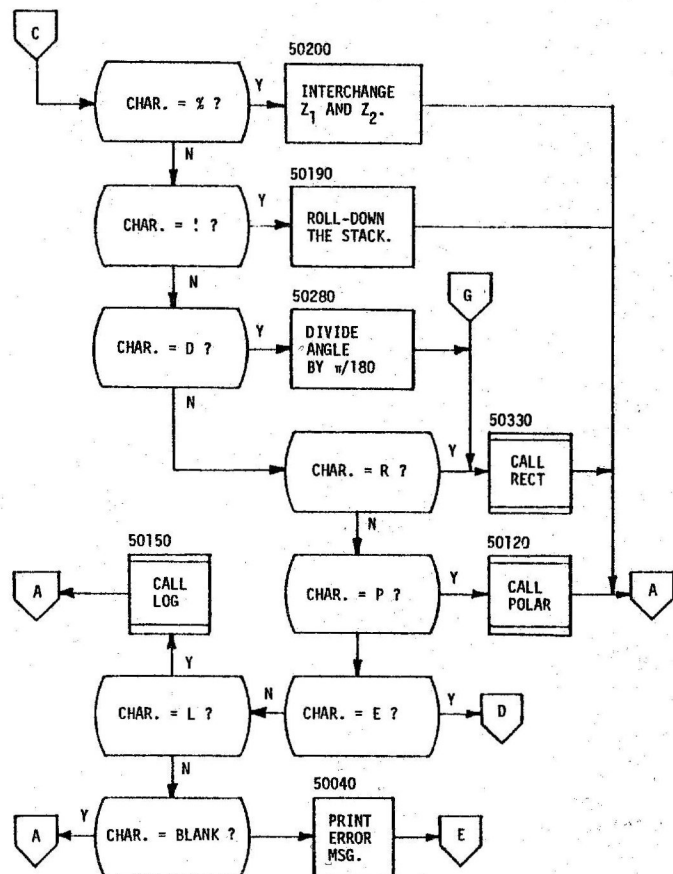 C
50200
CHAR. = % ?
Y
INTERCHANGE
Z1 AND Z2.
N
50190
CHAR. = ! ?
Y
ROLL-DOWN
THE STACK.
N
50280
G
CHAR. = D ?
Y
DIVIDE
ANGLE
BY π/180
N
50330
CHAR. = R ?
Y
CALL
RECT
N
50150
50120
A
CALL
LOG
CHAR. = P ?
Y
CALL
POLAR
A
Y
CHAR. = L ?
N
CHAR. = E ?
Y
D
N
50040
A
Y
CHAR. = BLANK ?
PRINT
ERROR
MSG.
E